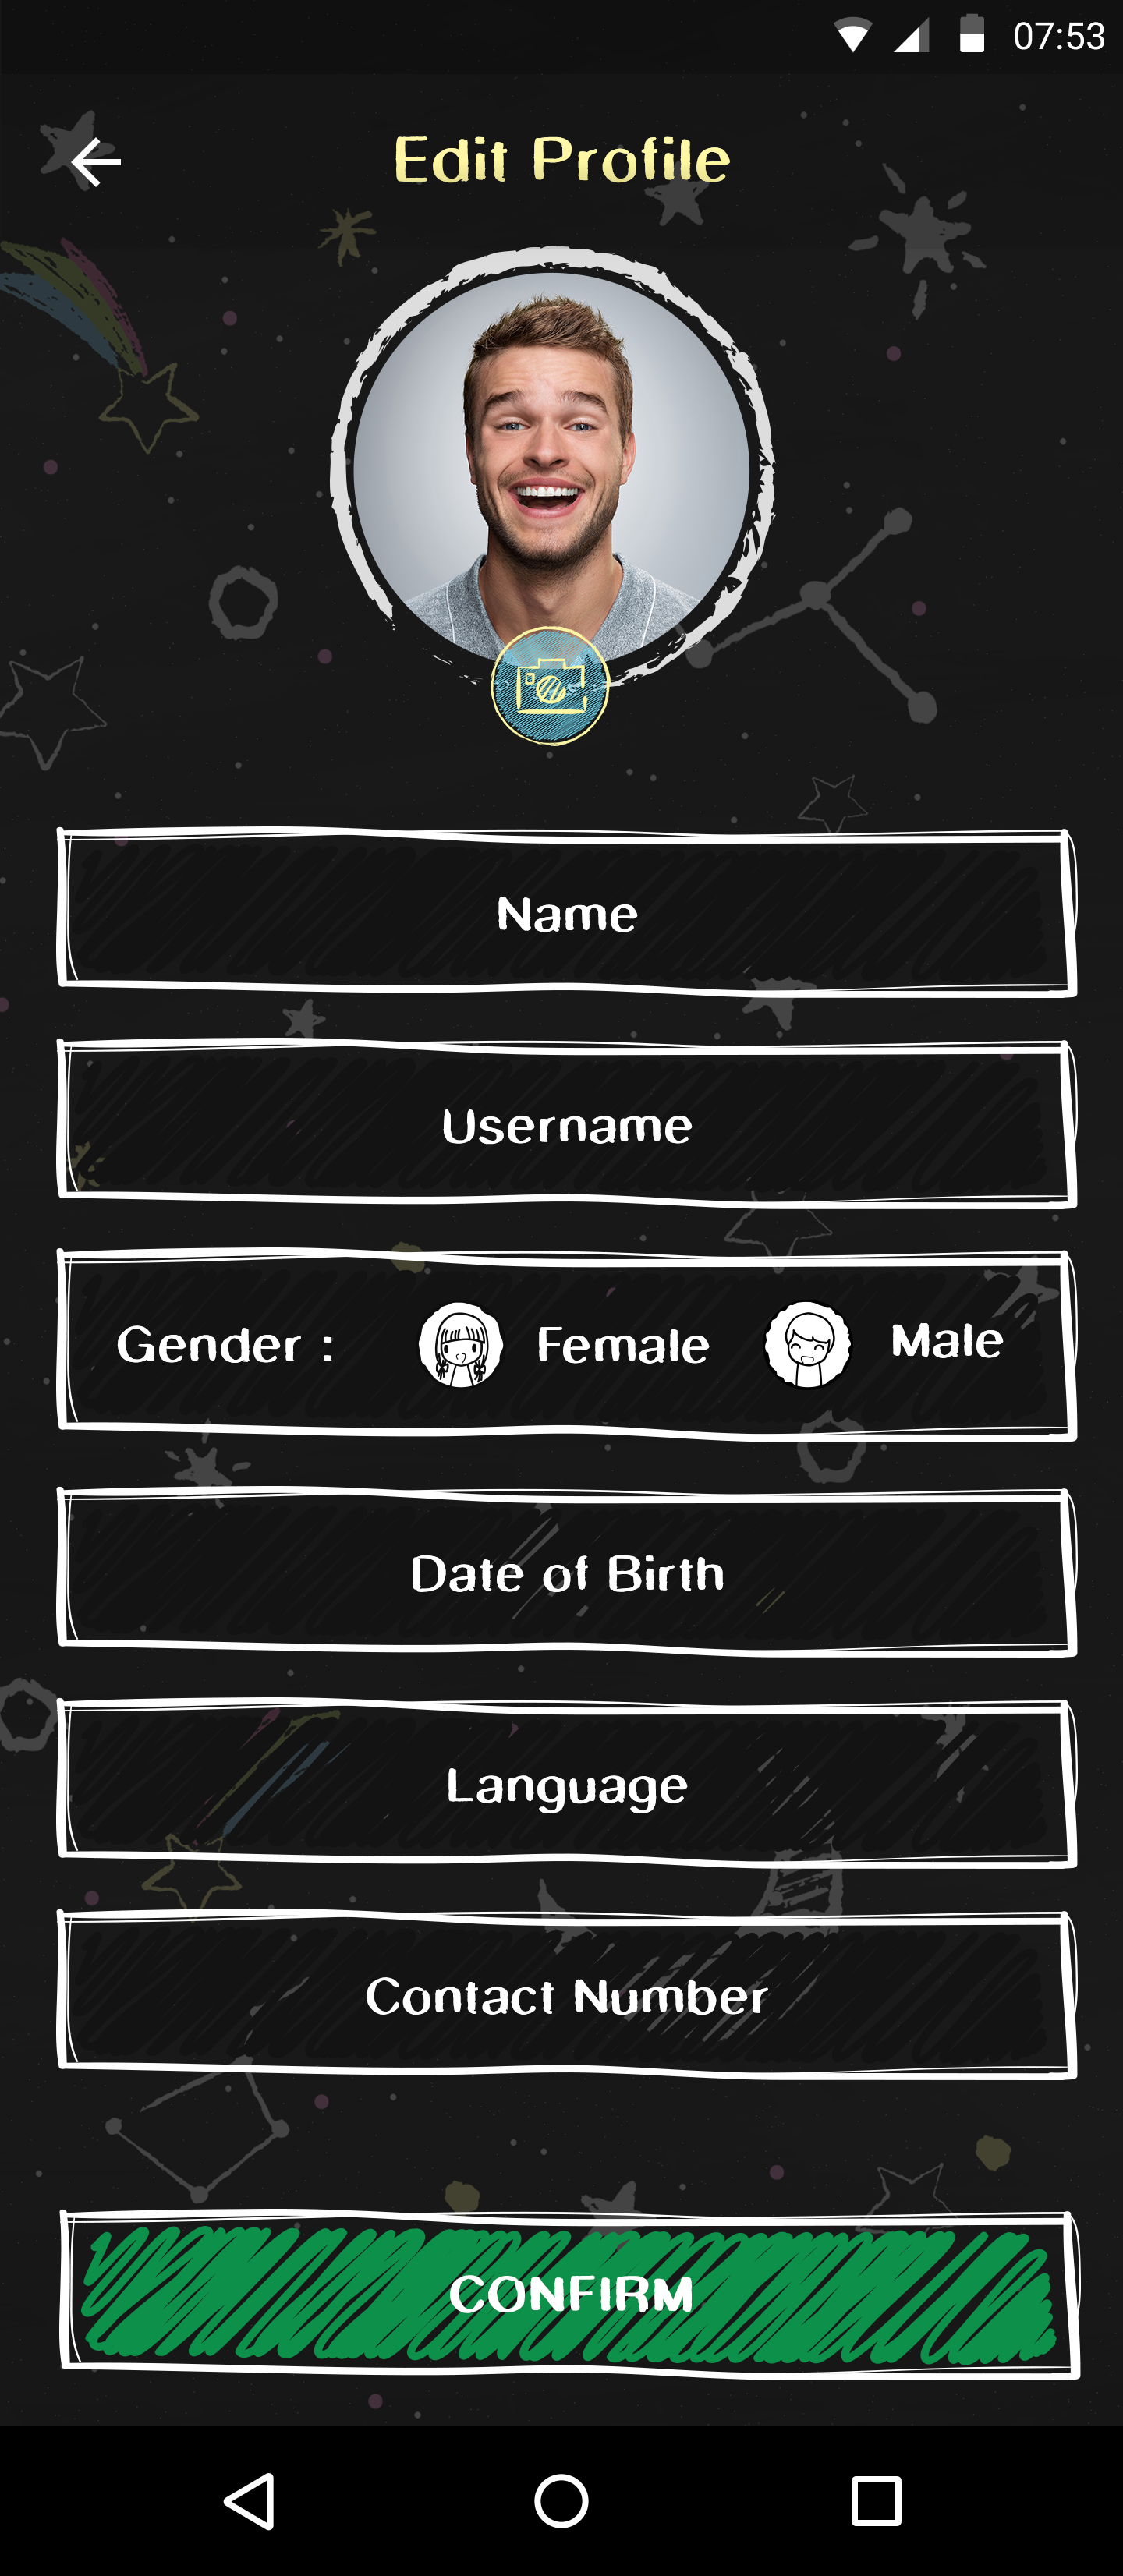 07:53
Edit Profile
Name
Username
Gender : Female Male
Date of Birth
Language
Contact Number
CONFIRM